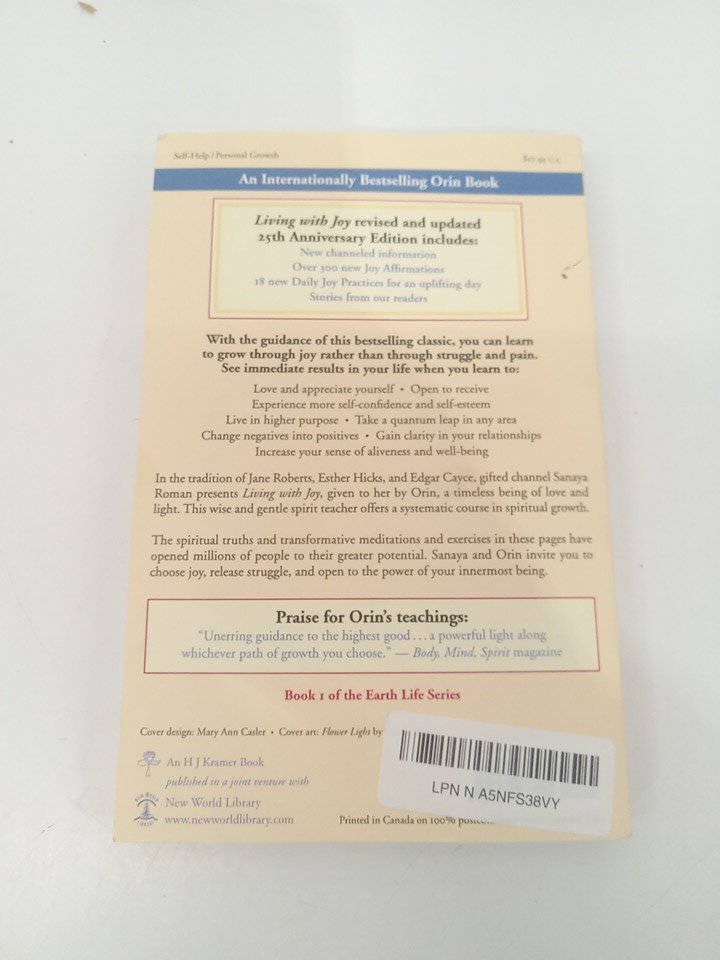 Self-Help / Personal Growth
An Internationally Bestselling Orin Book
Living with Joy revised and updated
25th Anniversary Edition includes:
New channeled information
Over 300 new Joy Affirmations
18 new Daily Joy Practices for an uplifting day
Stories from our readers
With the guidance of this bestselling classic, you can learn
to grow through joy rather than through struggle and pain.
See immediate results in your life when you learn to:
Love and appreciate yourself • Open to receive
Experience more self-confidence and self-esteem
Live in higher purpose • Take a quantum leap in any area
Change negatives into positives • Gain clarity in your relationships
Increase your sense of aliveness and well-being
In the tradition of Jane Roberts, Esther Hicks, and Edgar Cayce, gifted channel Sanaya
Roman presents Living with Joy, given to her by Orin, a timeless being of love and
light. This wise and gentle spirit teacher offers a systematic course in spiritual growth.
The spiritual truths and transformative meditations and exercises in these pages have
opened millions of people to their greater potential. Sanaya and Orin invite you to
choose joy, release struggle, and open to the power of your innermost being.
Praise for Orin's teachings:
“Unerring guidance to the highest good . . . a powerful light along
whichever path of growth you choose.” — Body, Mind, Spirit magazine
Book 1 of the Earth Life Series
Cover design: Mary Ann Casler • Cover art: Flower Light by
An H J Kramer Book
published in a joint venture with
New World Library
www.newworldlibrary.com
NEW WORLD LIBRARY
Printed in Canada on 100%
LPN N A5NFS38VY